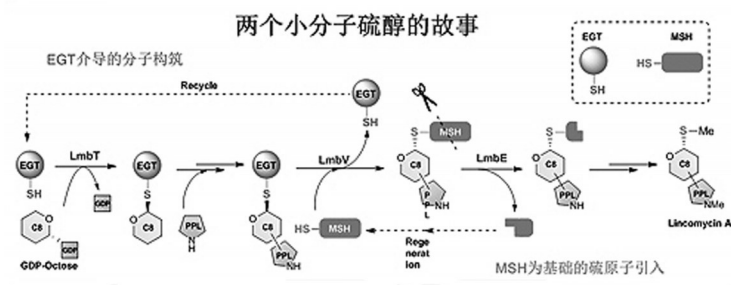 两个小分子硫醇的故事
EGT
MSH
HS
SH
EGT介导的分子构筑
Recycle
EGT
SH
EGT
SH
LmbT
EGT
S
O
C8
GDP
O
C8
GDP
GDP-Octose
PPL
N
H
EGT
S
O
C8
PPL
NH
LmbV
HS
MSH
S
MSH
O
C8
P
P
L
NH
LmbE
Rege
nerat
ion
S
O
C8
PPL
NH
S
Me
O
C8
PPL
NMe
Lincomycin A
MSH为基础的硫原子引入